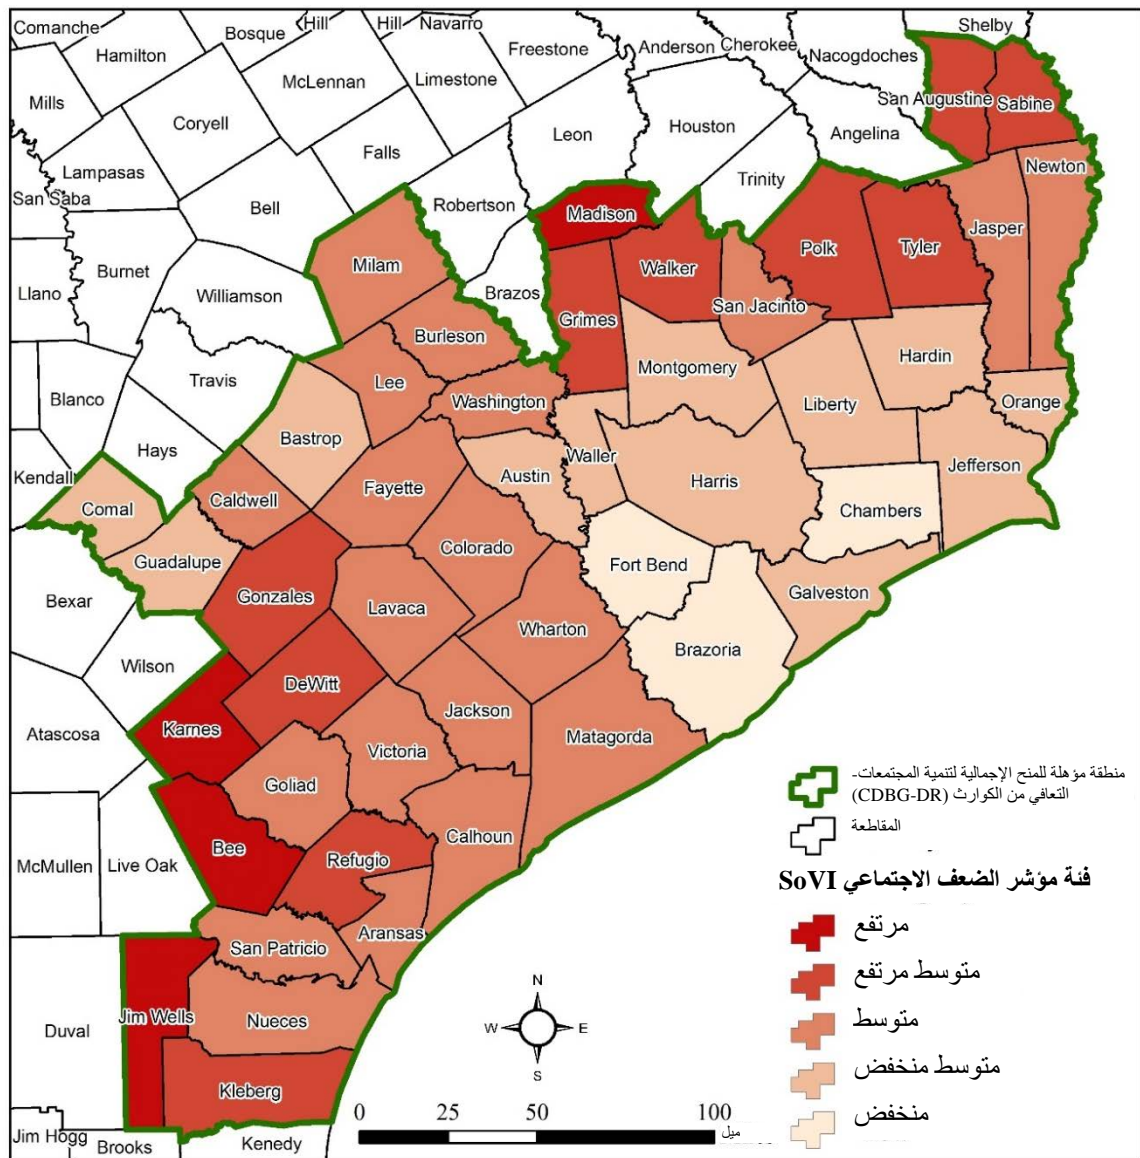 Comanche
Hamilton
Bosque
Hill
Hill
Navarro
Freestone
Anderson
Cherokee
Nacogdoches
Shelby
Mills
Coryell
McLennan
Limestone
Leon
Houston
Angelina
San Augustine
Sabine
Lampasas
San Saba
Falls
Bell
Robertson
Trinity
Newton
Madison
Burnet
Milam
Walker
Polk
Tyler
Jasper
Llano
Williamson
Brazos
Grimes
San Jacinto
Burleson
Montgomery
Hardin
Blanco
Travis
Lee
Washington
Liberty
Orange
Hays
Bastrop
Kendall
Waller
Austin
Harris
Jefferson
Comal
Caldwell
Fayette
Chambers
Guadalupe
Colorado
Fort Bend
Bexar
Gonzales
Lavaca
Galveston
Wharton
Brazoria
Wilson
DeWitt
Karnes
Jackson
Atascosa
Victoria
Matagorda
Goliad
Bee
Calhoun
McMullen
Live Oak
Refugio
San Patricio
Aransas
Duval
Jim Wells
Nueces
Kleberg
Jim Hogg
Brooks
Kenedy
منطقة مؤهلة للمنح الإجمالية لتنمية المجتمعات-
التعافي من الكوارث (CDBG-DR)
المقاطعة
فئة مؤشر الضعف الاجتماعي SoVI
مرتفع
متوسط مرتفع
متوسط
متوسط منخفض
منخفض
N
W E
S
0 25 50 100
ميل